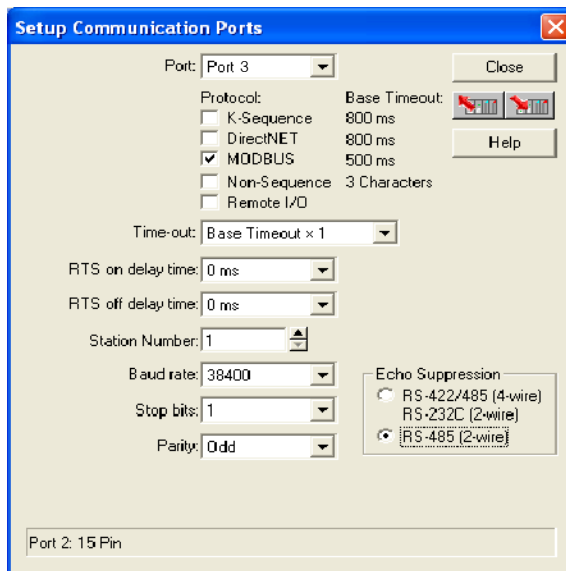 Setup Communication Ports
Port: Port 3 Close
Protocol: Base Timeout:
K-Sequence 800 ms
DirectNET 800 ms Help
MODBUS 500 ms
Non-Sequence 3 Characters
Remote I/O
Time-out: Base Timeout × 1
RTS on delay time: 0 ms
RTS off delay time: 0 ms
Station Number: 1
Baud rate: 38400 Echo Suppression
RS-422/485 (4-wire)
Stop bits: 1 RS-232C (2-wire)
RS-485 (2-wire)
Parity: Odd
Port 2: 15 Pin